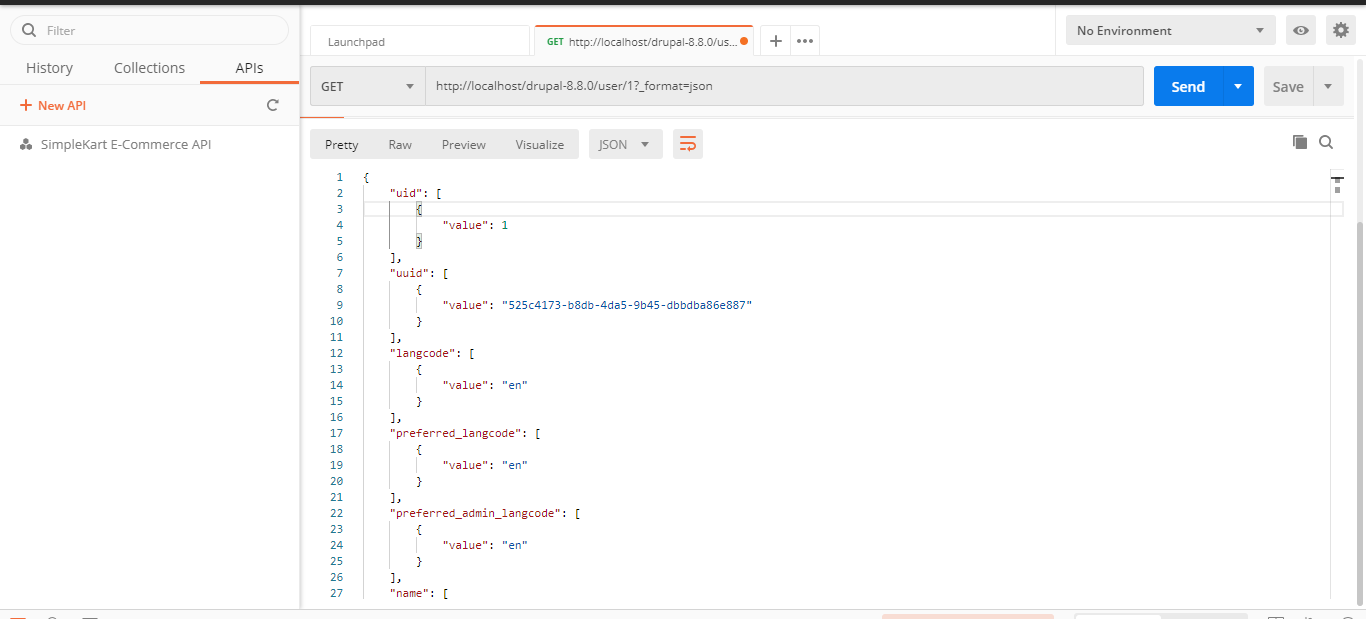 Filter
History Collections APIs
+ New API
SimpleKart E-Commerce API
Launchpad
GET http://localhost/drupal-8.8.0/us...
+ •••
No Environment
GET
http://localhost/drupal-8.8.0/user/1?_format=json
Send
Save
Pretty Raw Preview Visualize JSON
1 {
2 "uid": [
3 {
4 "value": 1
5 }
6 ],
7 "uuid": [
8 {
9 "value": "525c4173-b8db-4da5-9b45-dbbdba86e887"
10 }
11 ],
12 "langcode": [
13 {
14 "value": "en"
15 }
16 ],
17 "preferred_langcode": [
18 {
19 "value": "en"
20 }
21 ],
22 "preferred_admin_langcode": [
23 {
24 "value": "en"
25 }
26 ],
27 "name": [